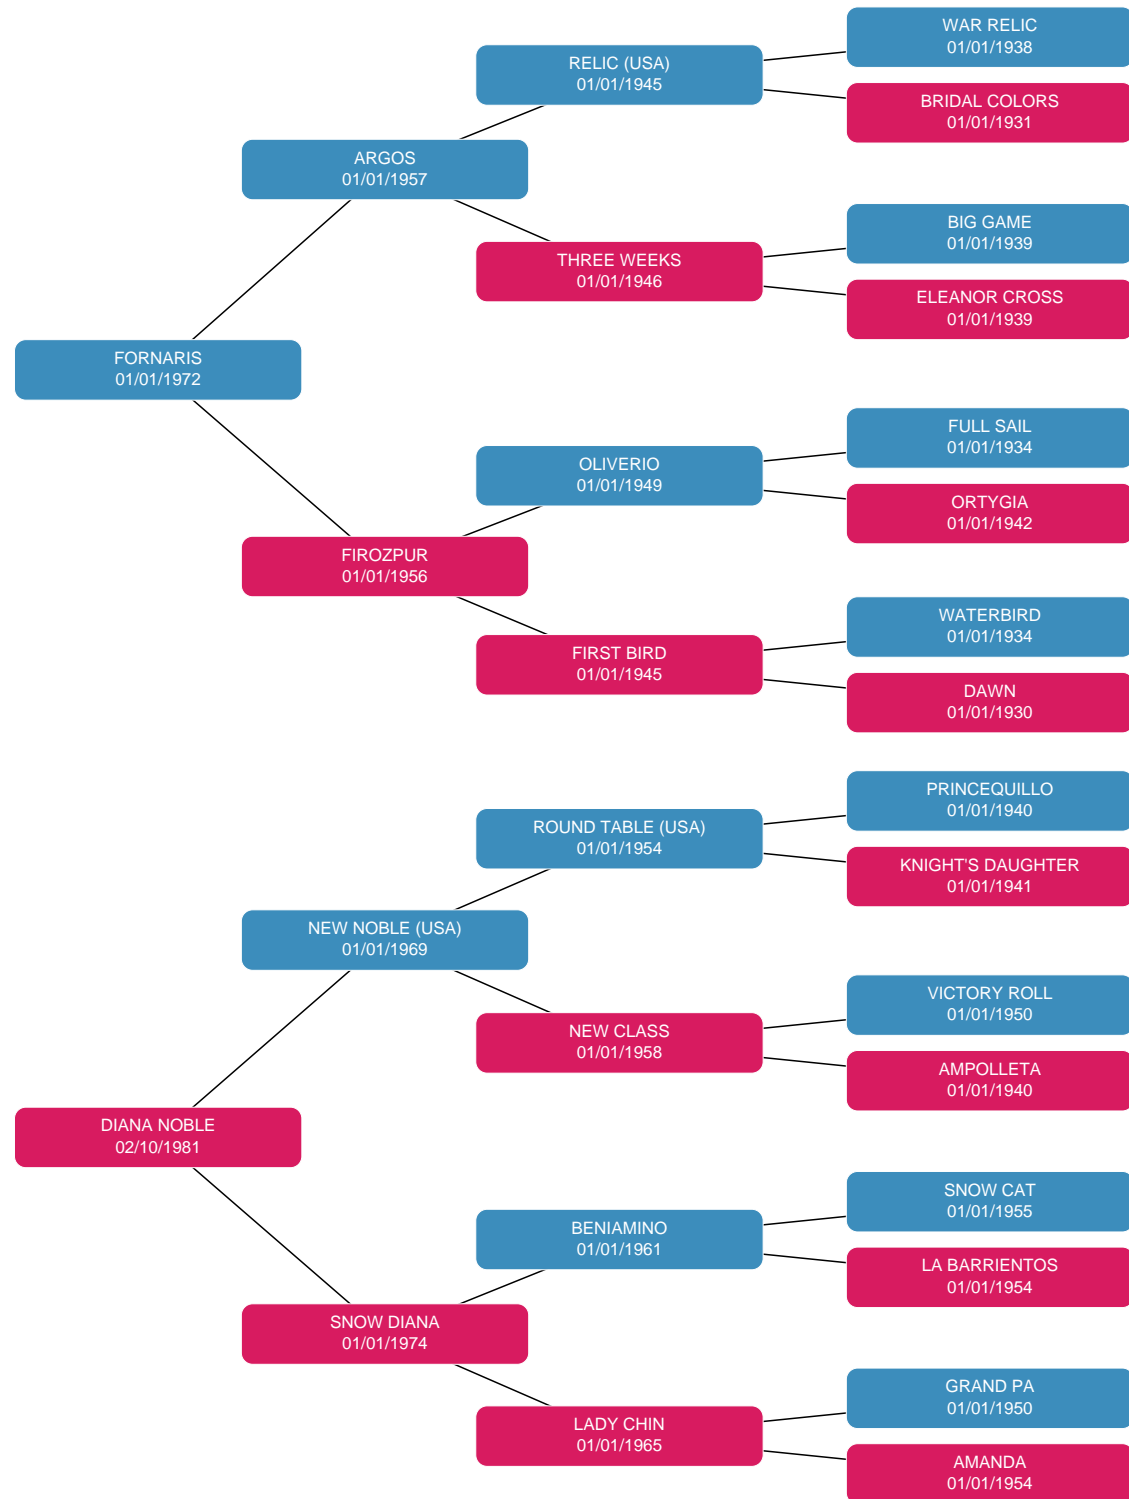 WAR RELIC
01/01/1938
RELIC (USA)
01/01/1945
BRIDAL COLORS
01/01/1931
ARGOS
01/01/1957
BIG GAME
01/01/1939
THREE WEEKS
01/01/1946
ELEANOR CROSS
01/01/1939
FORNARIS
01/01/1972
FULL SAIL
01/01/1934
OLIVERIO
01/01/1949
ORTYGIA
01/01/1942
FIROZPUR
01/01/1956
WATERBIRD
01/01/1934
FIRST BIRD
01/01/1945
DAWN
01/01/1930
PRINCEQUILLO
01/01/1940
ROUND TABLE (USA)
01/01/1954
KNIGHT'S DAUGHTER
01/01/1941
NEW NOBLE (USA)
01/01/1969
VICTORY ROLL
01/01/1950
NEW CLASS
01/01/1958
AMPOLLETA
01/01/1940
DIANA NOBLE
02/10/1981
SNOW CAT
01/01/1955
BENIAMINO
01/01/1961
LA BARRIENTOS
01/01/1954
SNOW DIANA
01/01/1974
GRAND PA
01/01/1950
LADY CHIN
01/01/1965
AMANDA
01/01/1954